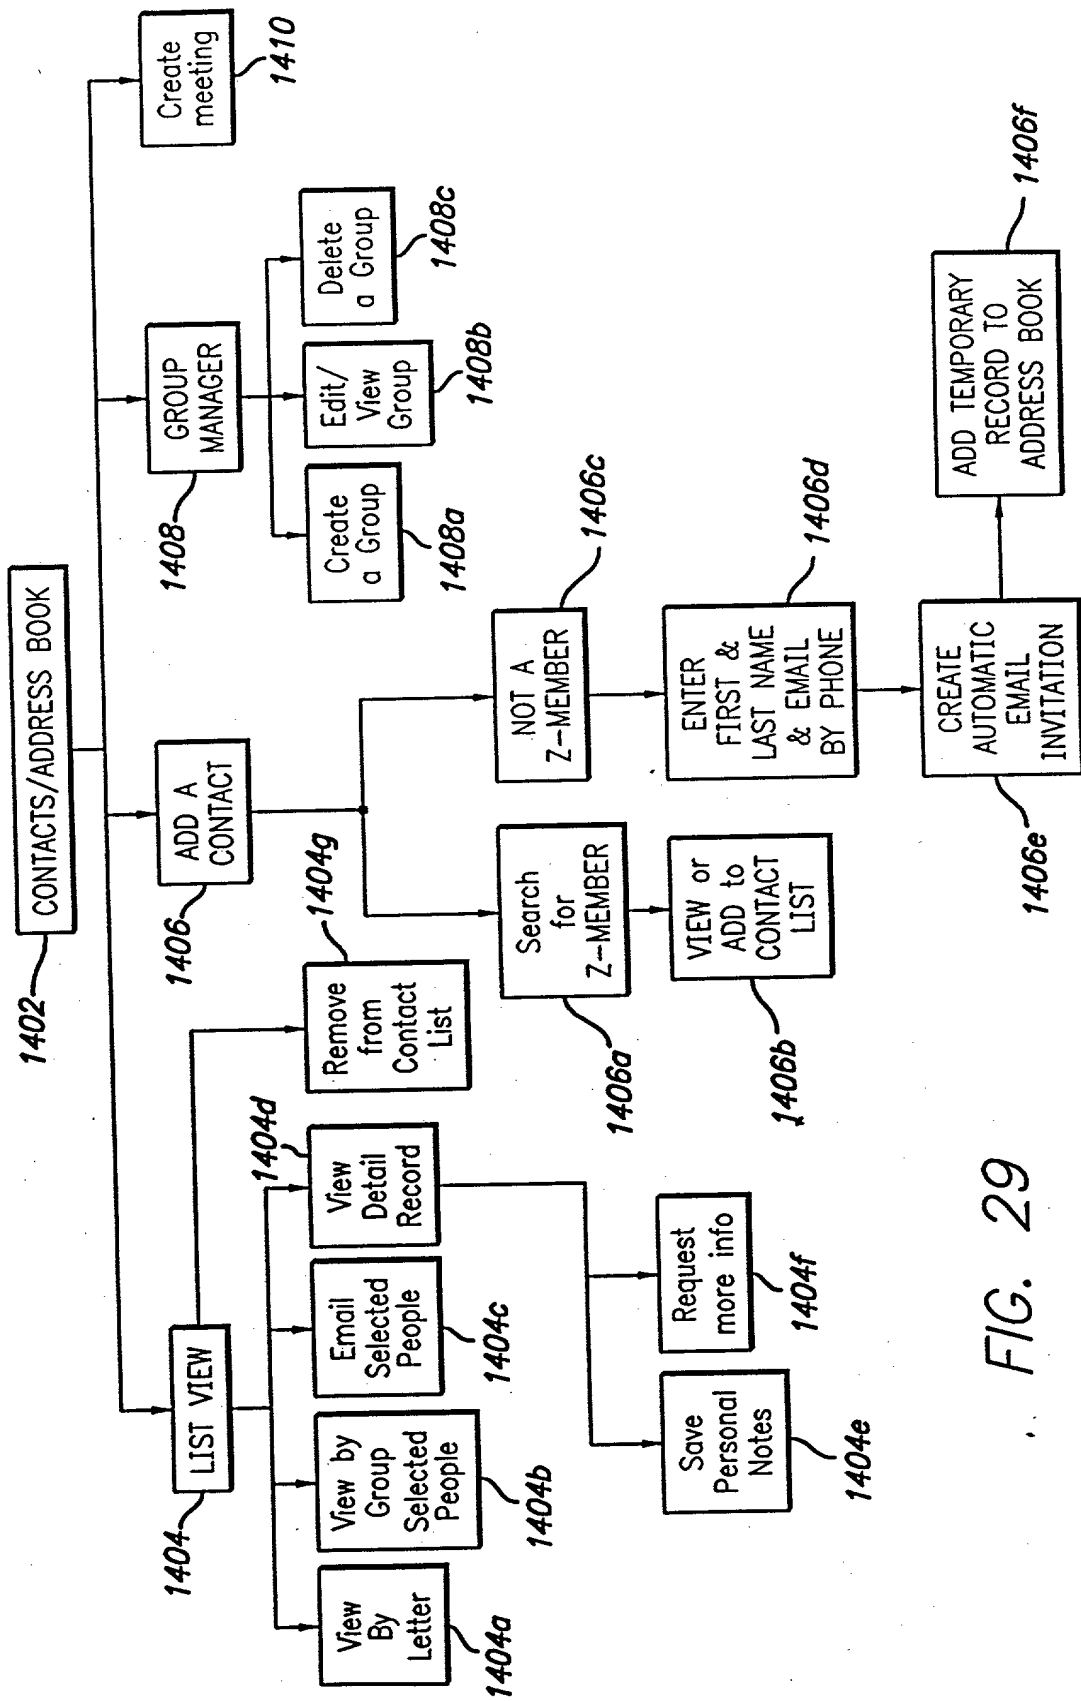 CONTACTS/ADDRESS BOOK
1402
LIST VIEW
1404
ADD A
CONTACT
1406
GROUP
MANAGER
1408
Create
meeting
1410
View
By
Letter
1404a
View by
Group
Selected
People
1404b
Email
Selected
People
1404c
View
Detail
Record
1404d
Remove
from
Contact
List
1404g
Create
a Group
1408a
Edit/
View
Group
1408b
Delete
a Group
1408c
Search
for
Z-MEMBER
1406a
NOT A
Z-MEMBER
1406c
Save
Personal
Notes
1404e
Request
more info
1404f
VIEW or
ADD to
CONTACT
LIST
1406b
ENTER
FIRST &
LAST NAME
& EMAIL
BY PHONE
1406d
CREATE
AUTOMATIC
EMAIL
INVITATION
1406e
ADD TEMPORARY
RECORD TO
ADDRESS BOOK
1406f
FIG. 29